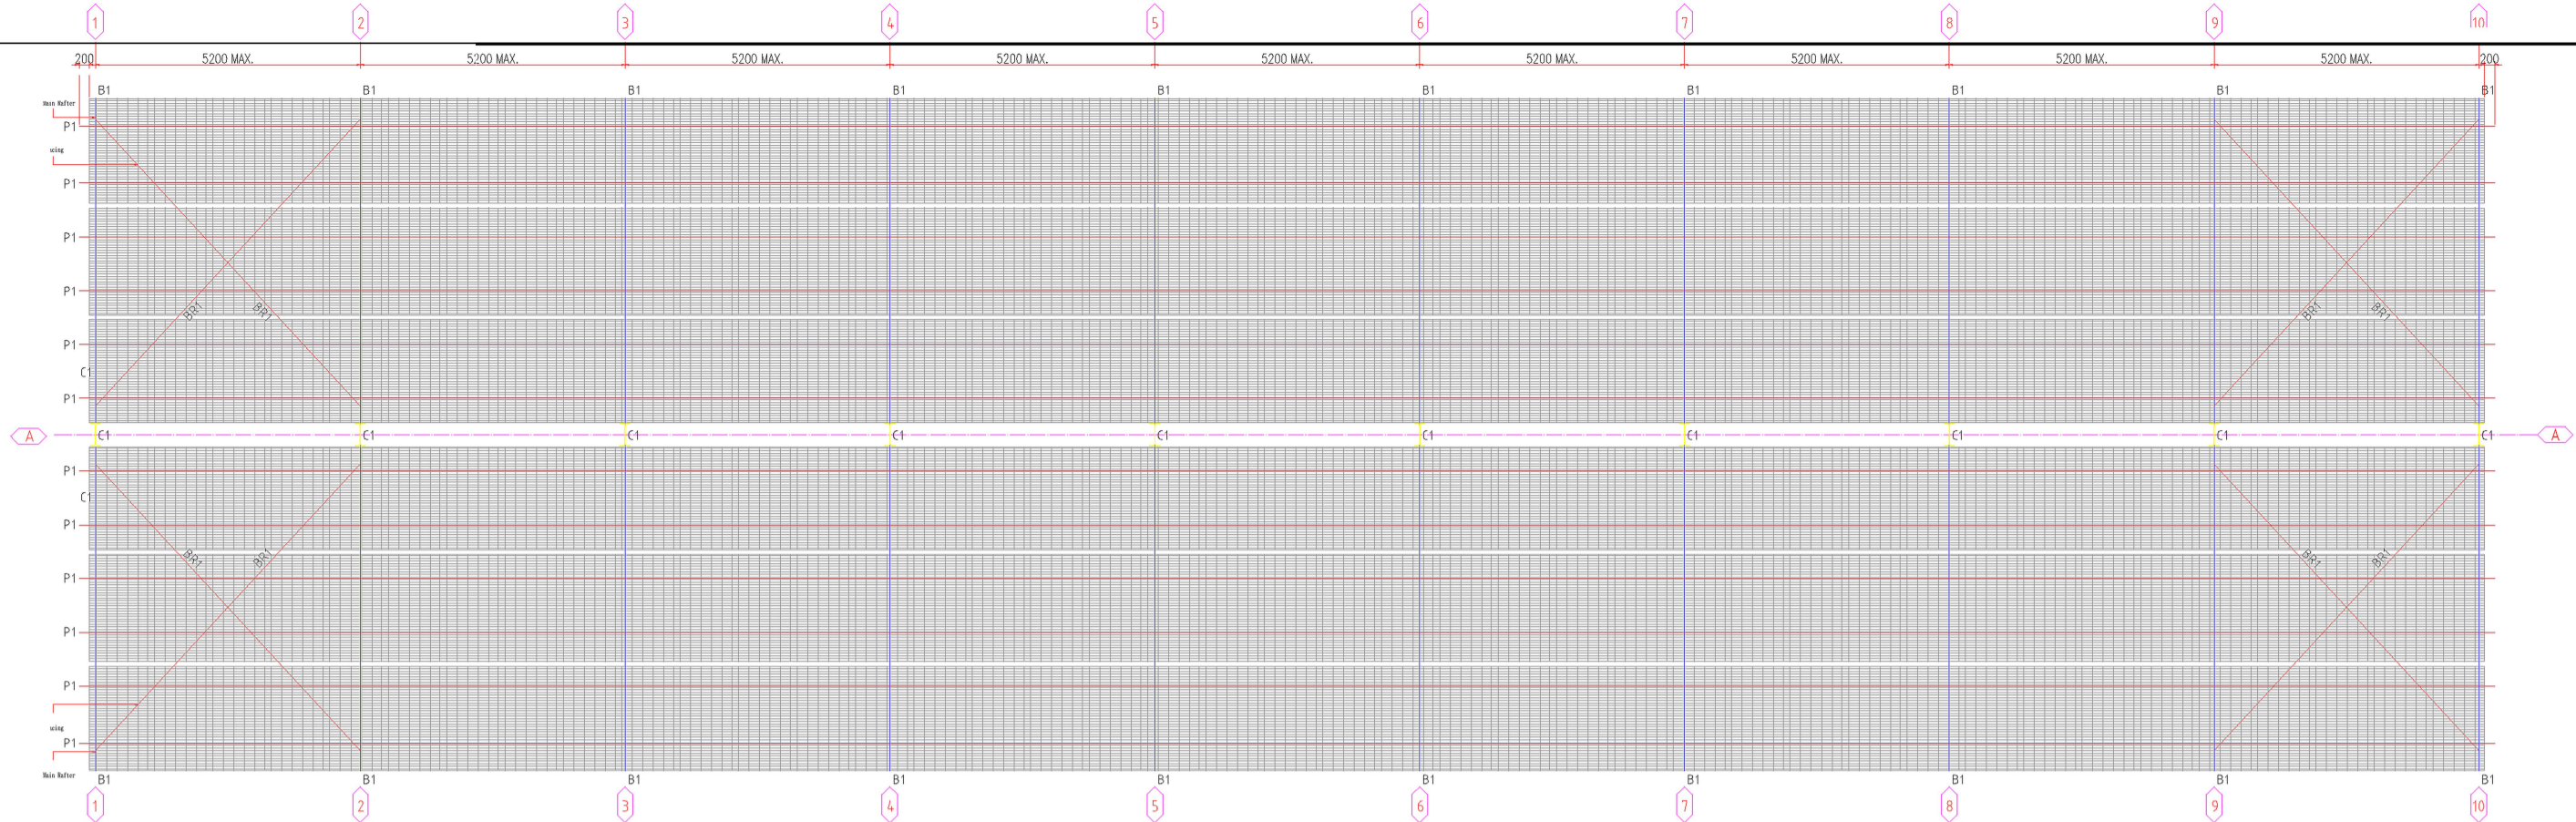 1 2 3 4 5 6 7 8 9 10
200 5200 MAX. 5200 MAX. 5200 MAX. 5200 MAX. 5200 MAX. 5200 MAX. 5200 MAX. 5200 MAX. 5200 MAX. 200
B1 B1 B1 B1 B1 B1 B1 B1 B1 B1
Main Rafter
P1
acing
P1
P1
P1
BR1 BR1 BR1 BR1
P1
C1
P1
A C1 C1 C1 C1 C1 C1 C1 C1 C1 C1 A
P1
C1
P1
BR1 BR1 BR1 BR1
P1
P1
P1
acing
P1
Main Rafter
B1 B1 B1 B1 B1 B1 B1 B1 B1 B1
1 2 3 4 5 6 7 8 9 10